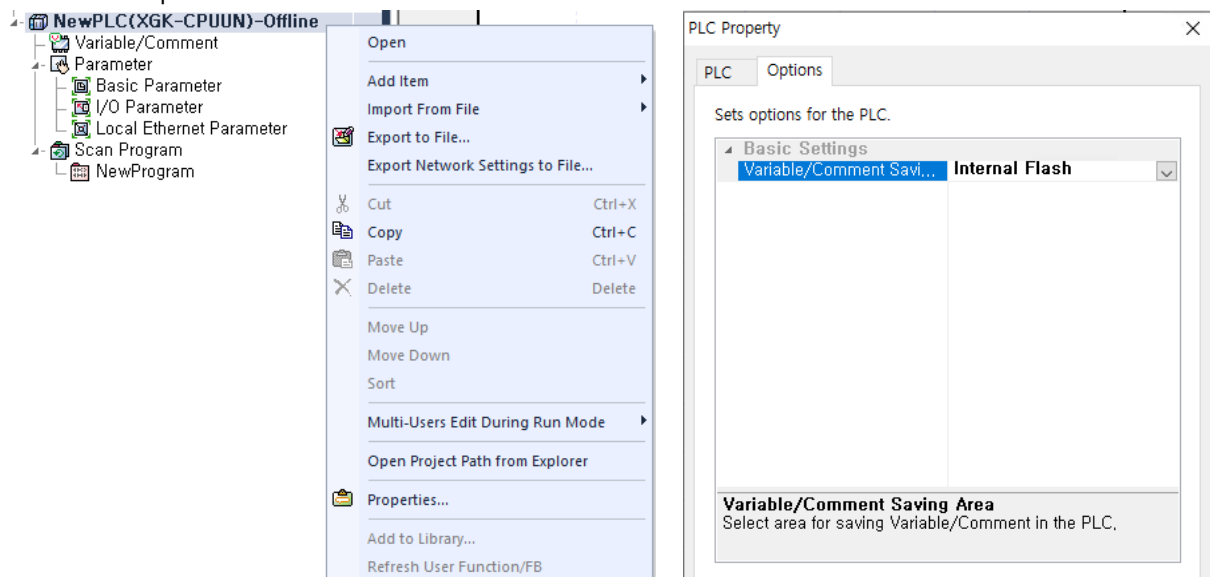 NewPLC(XGK-CPUUN)-Offline
Variable/Comment
Parameter
Basic Parameter
I/O Parameter
Local Ethernet Parameter
Scan Program
NewProgram
Open
Add Item
Import From File
Export to File...
Export Network Settings to File...
Cut Ctrl+X
Copy Ctrl+C
Paste Ctrl+V
Delete Delete
Move Up
Move Down
Sort
Multi-Users Edit During Run Mode
Open Project Path from Explorer
Properties...
Add to Library...
Refresh User Function/FB
PLC Property
PLC Options
Sets options for the PLC.
Basic Settings
Variable/Comment Savi... Internal Flash
Variable/Comment Saving Area
Select area for saving Variable/Comment in the PLC,